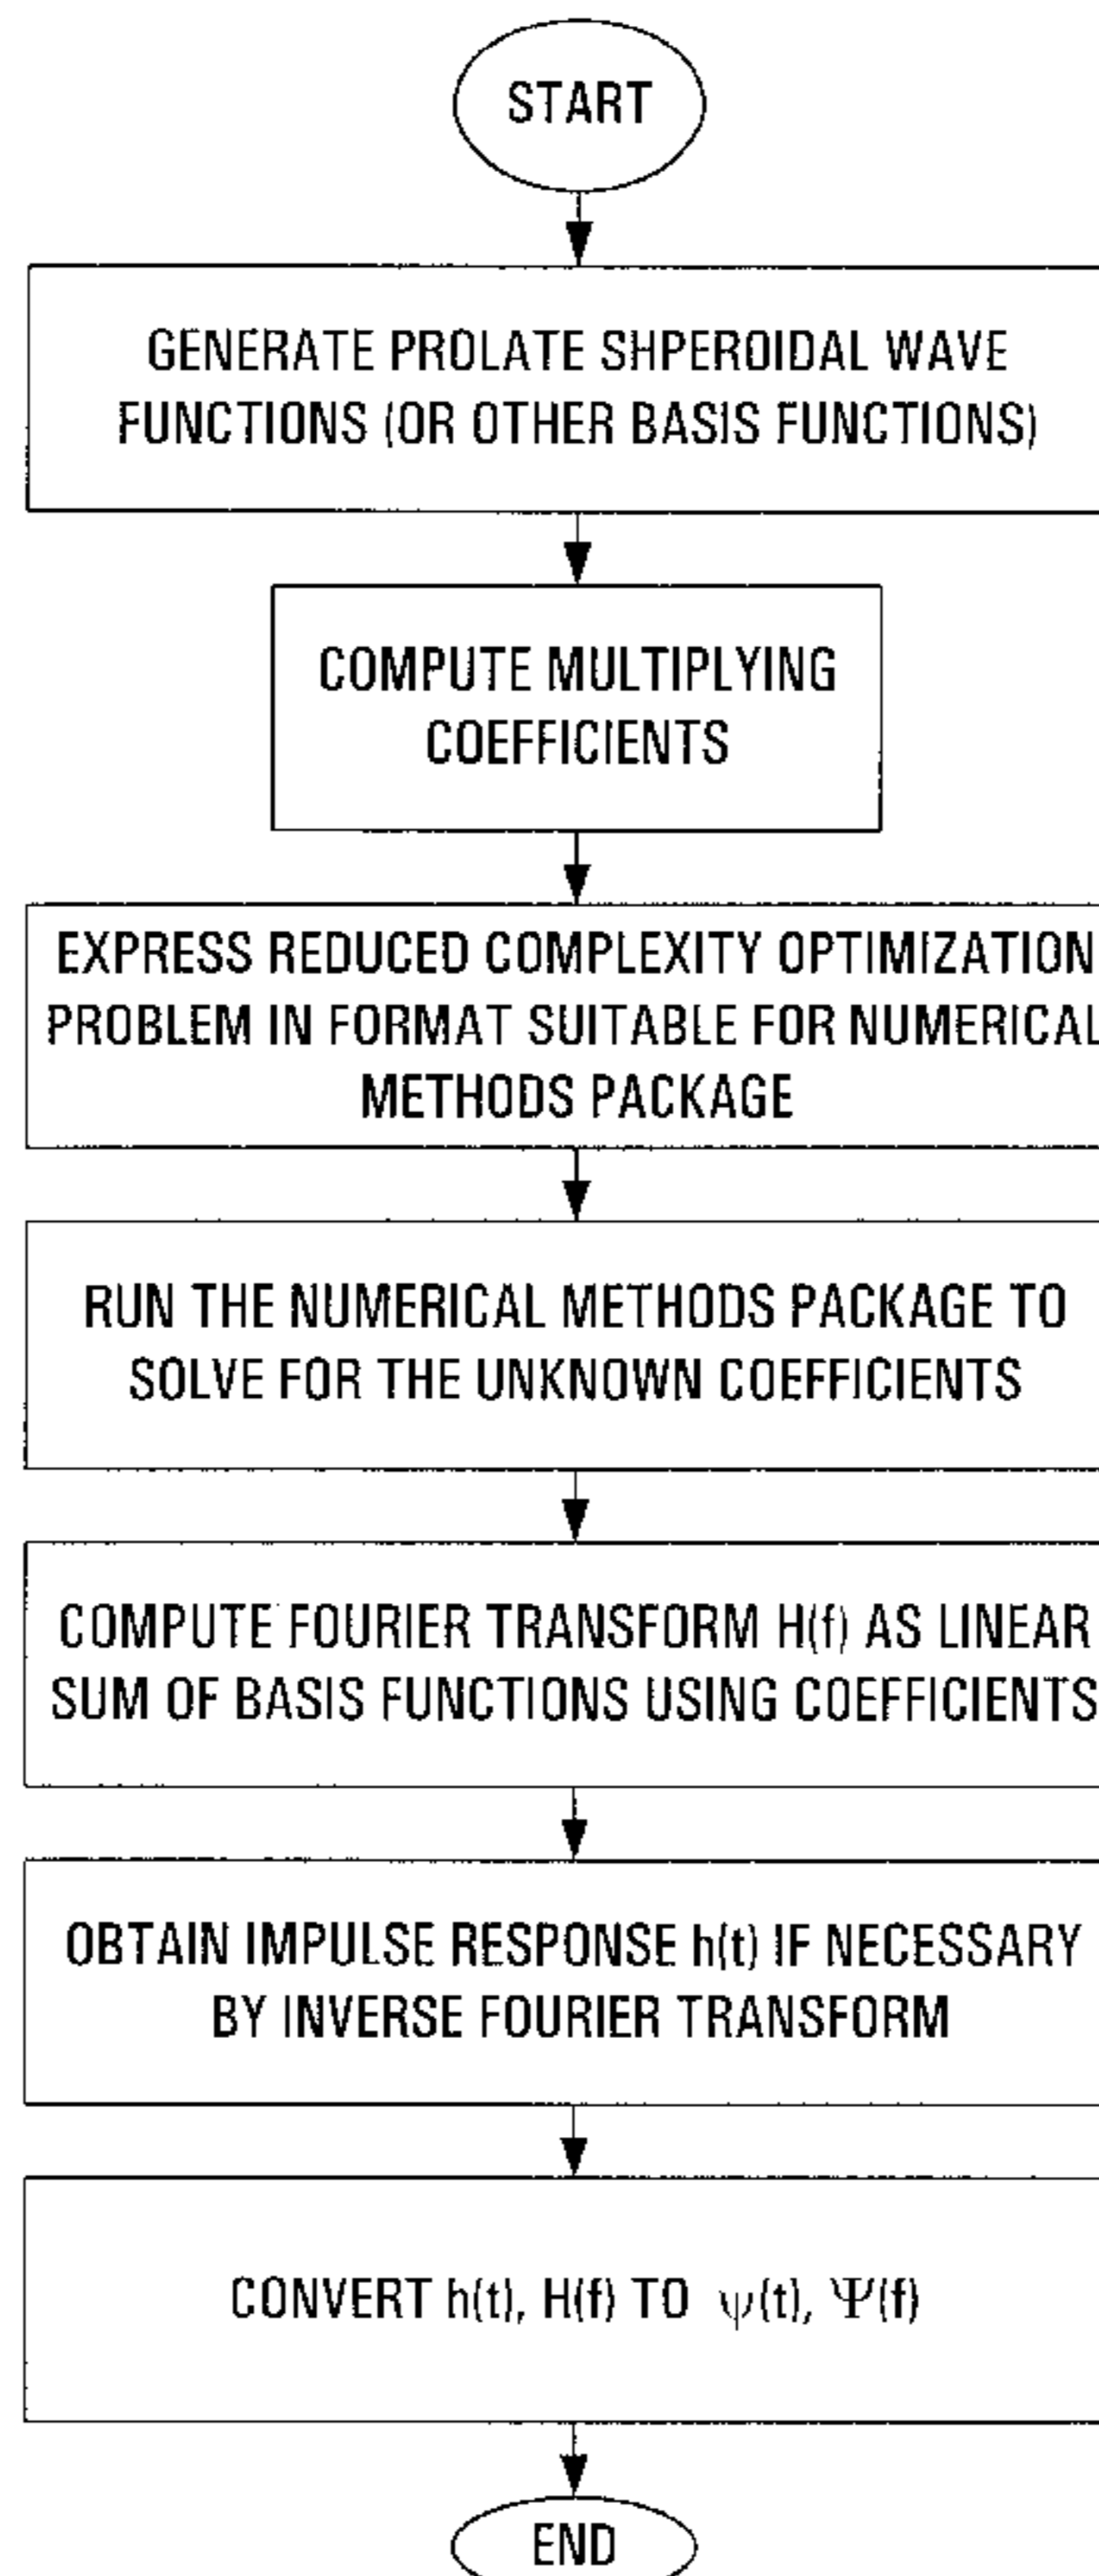 START
GENERATE PROLATE SHPEROIDAL WAVE
FUNCTIONS (OR OTHER BASIS FUNCTIONS)
COMPUTE MULTIPLYING
COEFFICIENTS
EXPRESS REDUCED COMPLEXITY OPTIMIZATION
PROBLEM IN FORMAT SUITABLE FOR NUMERICAL
METHODS PACKAGE
RUN THE NUMERICAL METHODS PACKAGE TO
SOLVE FOR THE UNKNOWN COEFFICIENTS
COMPUTE FOURIER TRANSFORM H(f) AS LINEAR
SUM OF BASIS FUNCTIONS USING COEFFICIENTS
OBTAIN IMPULSE RESPONSE h(t) IF NECESSARY
BY INVERSE FOURIER TRANSFORM
CONVERT h(t), H(f) TO ψ(t), Ψ(f)
END